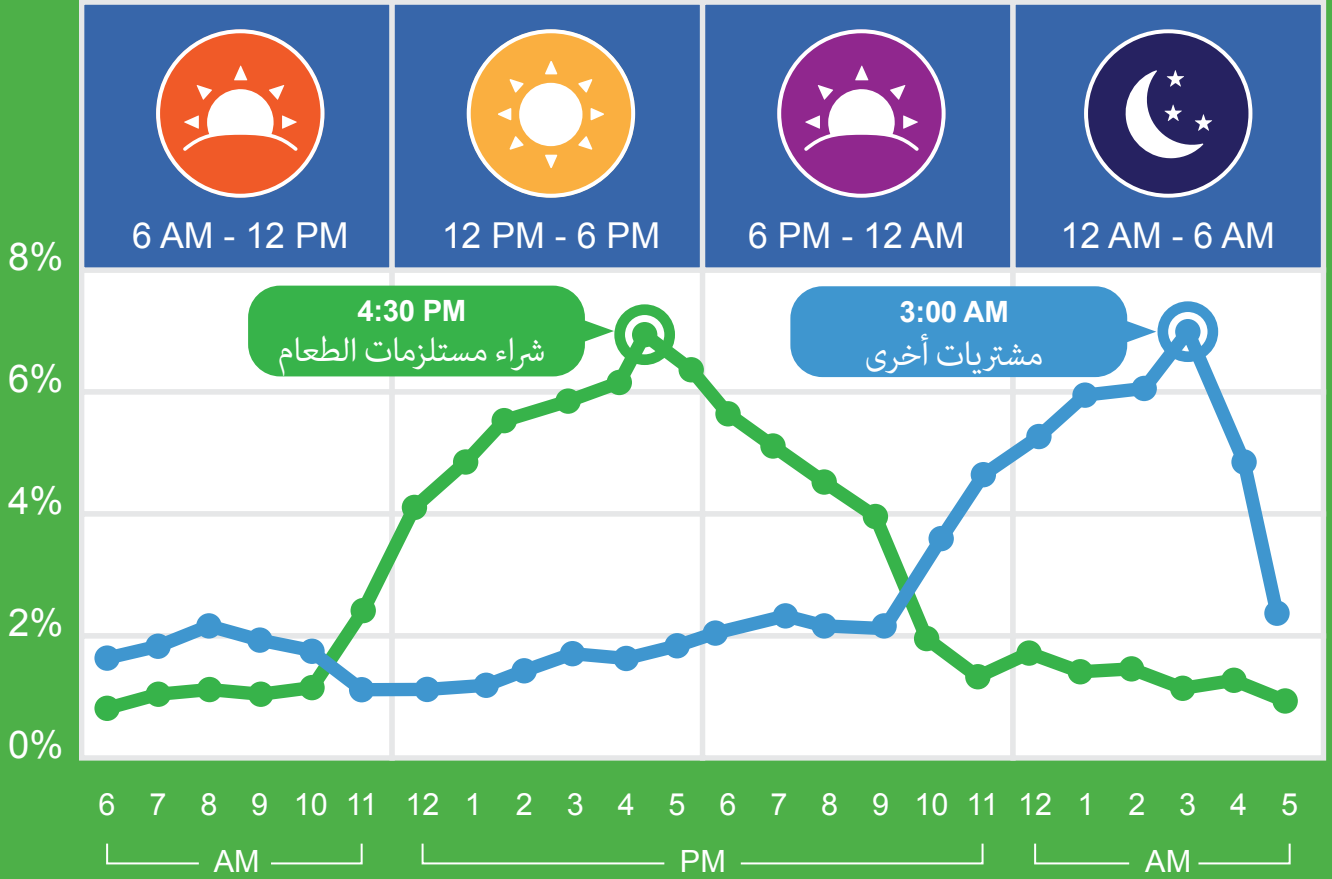 6 AM - 12 PM
12 PM - 6 PM
6 PM - 12 AM
12 AM - 6 AM
8%
6%
4%
2%
0%
4:30 PM
شراء مستلزمات الطعام
3:00 AM
مشتريات أخرى
6 7 8 9 10 11 12 1 2 3 4 5 6 7 8 9 10 11 12 1 2 3 4 5
AM PM AM